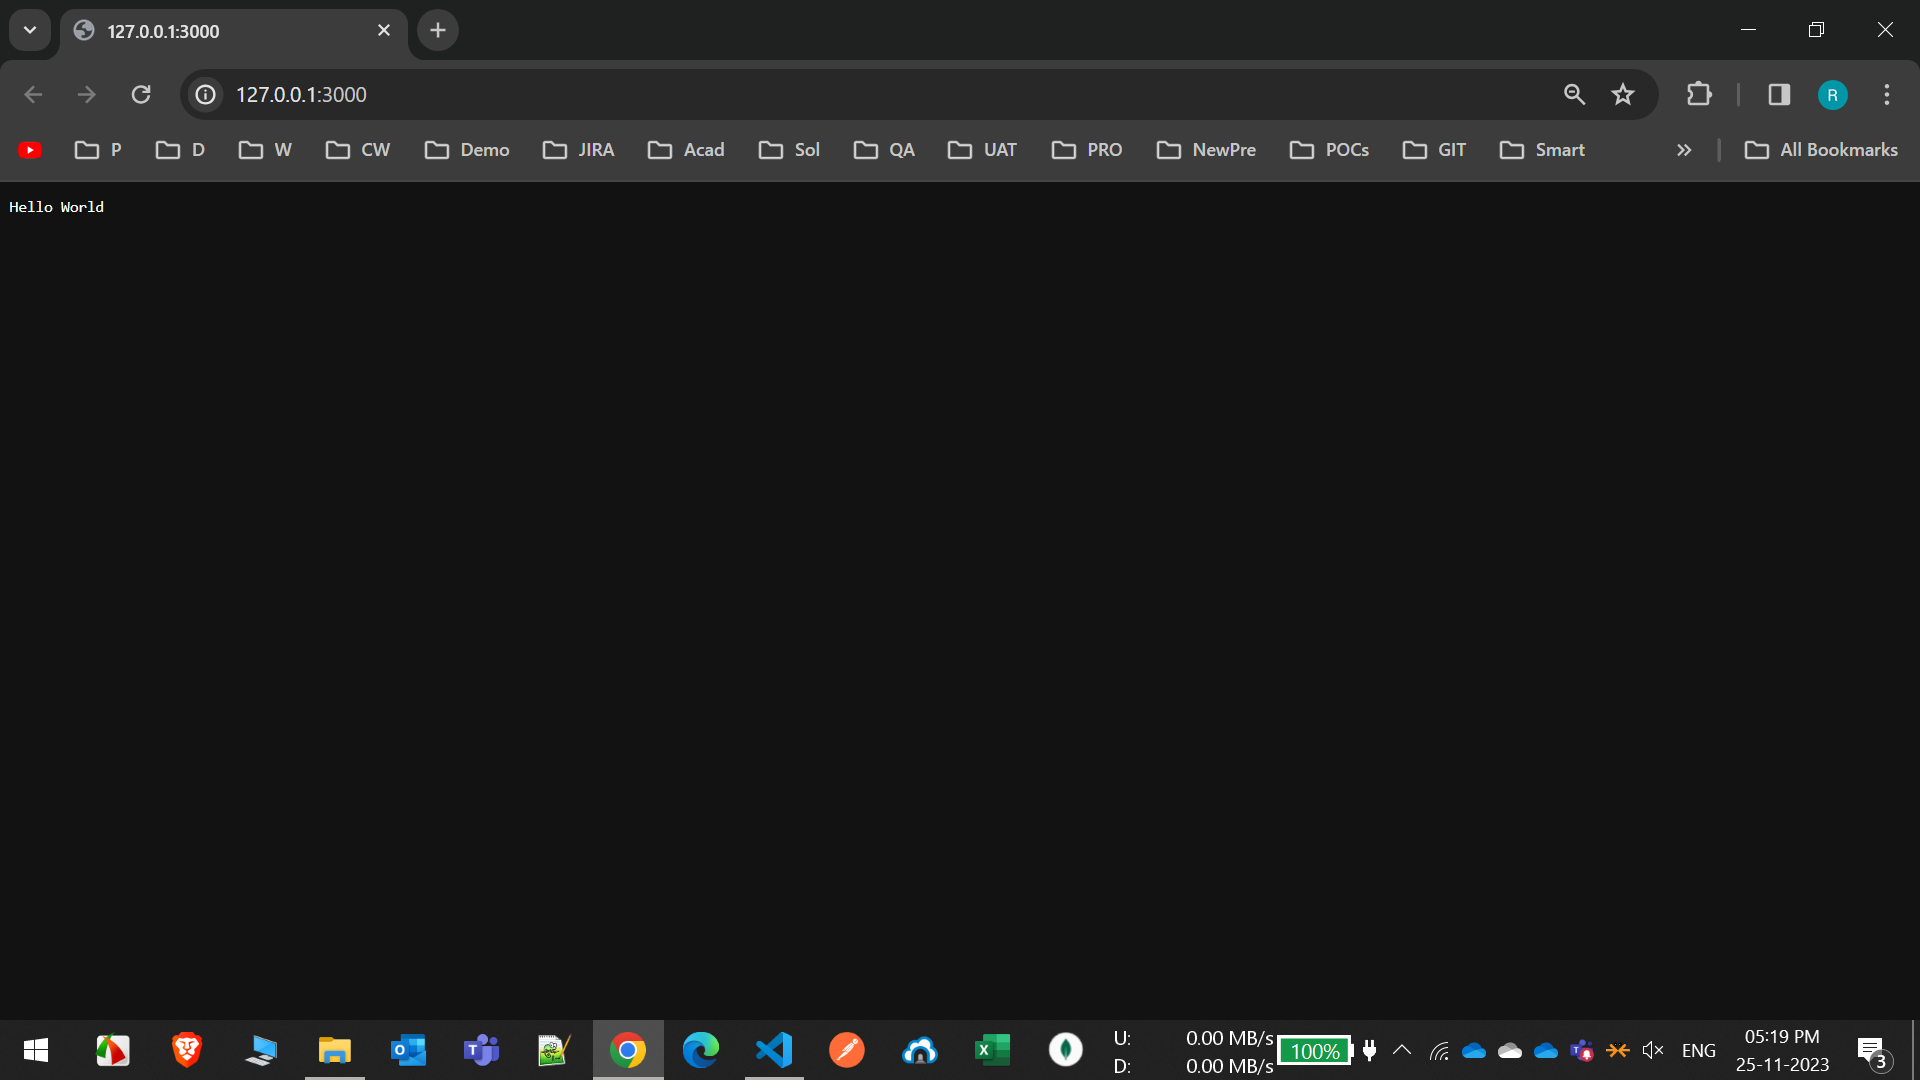 127.0.0.1:3000
127.0.0.1:3000
R
P D W CW Demo JIRA Acad Sol QA UAT PRO NewPre POCs GIT Smart All Bookmarks
Hello World
U: 0.00 MB/s
D: 0.00 MB/s
100%
ENG
05:19 PM
25-11-2023
3